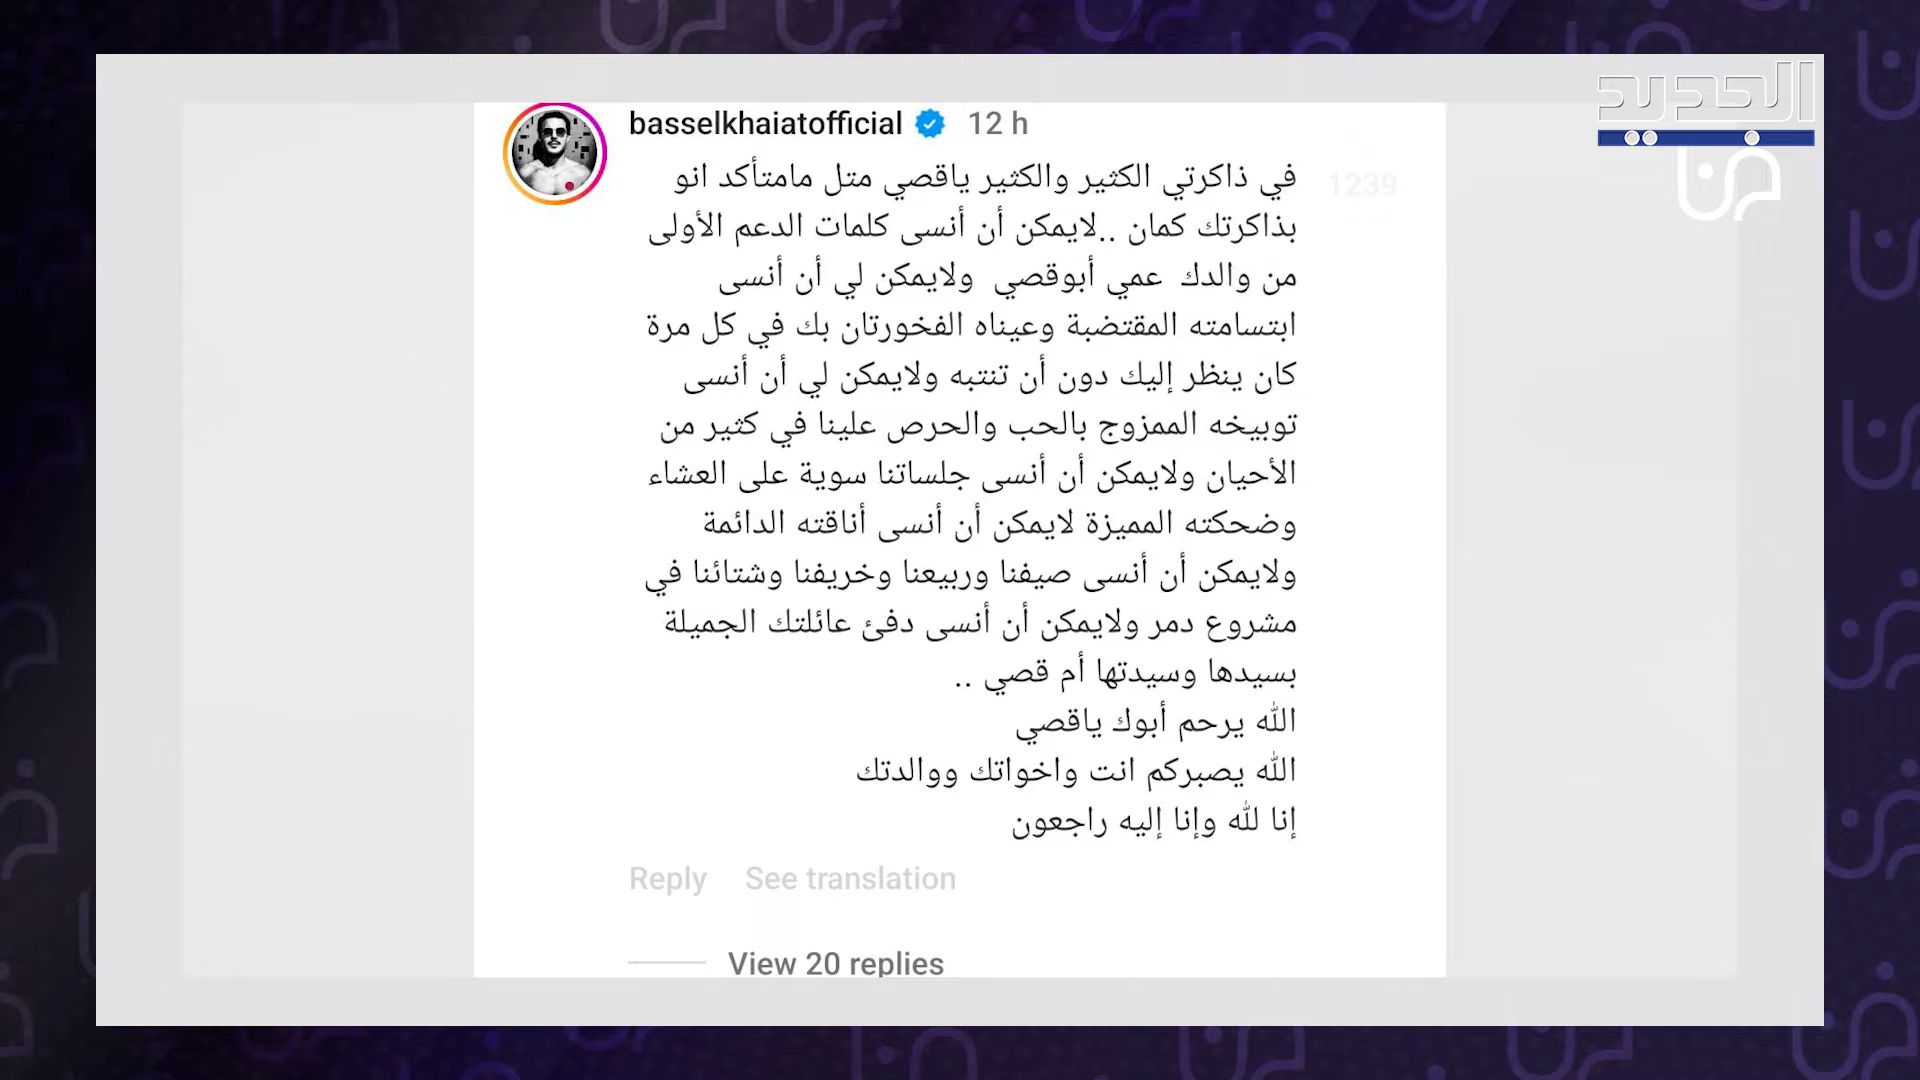 الجديد
basselkhaiatofficial 12 h
1239
في ذاكرتي الكثير والكثير ياقصي متل مامتأكد انو
بذاكرتك كمان ..لايمكن أن أنسى كلمات الدعم الأولى
من والدك عمي أبوقصي ولايمكن لي أن أنسى
ابتسامته المقتضبة وعيناه الفخورتان بك في كل مرة
كان ينظر إليك دون أن تنتبه ولايمكن لي أن أنسى
توبيخه الممزوج بالحب والحرص علينا في كثير من
الأحيان ولايمكن أن أنسى جلساتنا سوية على العشاء
وضحكته المميزة لايمكن أن أنسى أناقته الدائمة
ولايمكن أن أنسى صيفنا وربيعنا وخريفنا وشتائنا في
مشروع دمر ولايمكن أن أنسى دفئ عائلتك الجميلة
بسيدها وسيدتها أم قصي ..
الله يرحم أبوك ياقصي
الله يصبركم انت واخواتك ووالدتك
إنا لله وإنا إليه راجعون
Reply See translation
View 20 replies